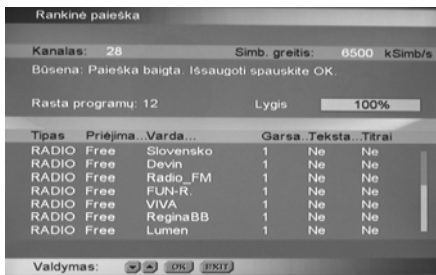 Rankinė paieška
Kanalas: 28 Simb. greitis: 6500 kSimb/s
Būsena: Paieška baigta. Išsaugoti spauskite OK.
Rasta programų: 12 Lygis 100%
Tipas Priėjima...Varda... Garsa..Teksta..Titrai
RADIO Free Slovensko 1 Ne Ne
RADIO Free Devin 1 Ne Ne
RADIO Free Radio_FM 1 Ne Ne
RADIO Free FUN-R. 1 Ne Ne
RADIO Free VIVA 1 Ne Ne
RADIO Free ReginaBB 1 Ne Ne
RADIO Free Lumen 1 Ne Ne
Valdymas: OK EXIT